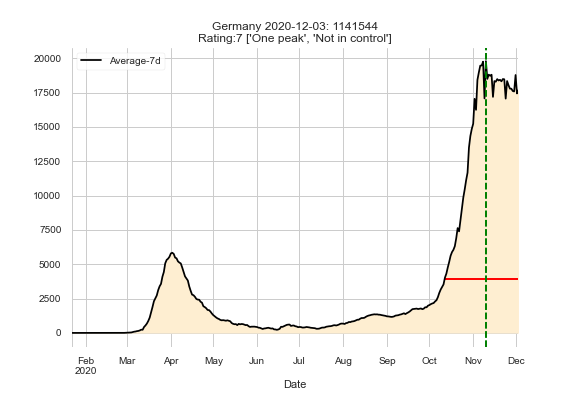 Germany 2020-12-03: 1141544
Rating:7 ['One peak', 'Not in control']
Average-7d
20000
17500
15000
12500
10000
7500
5000
2500
0
Feb Mar Apr May Jun Jul Aug Sep Oct Nov Dec
2020
Date